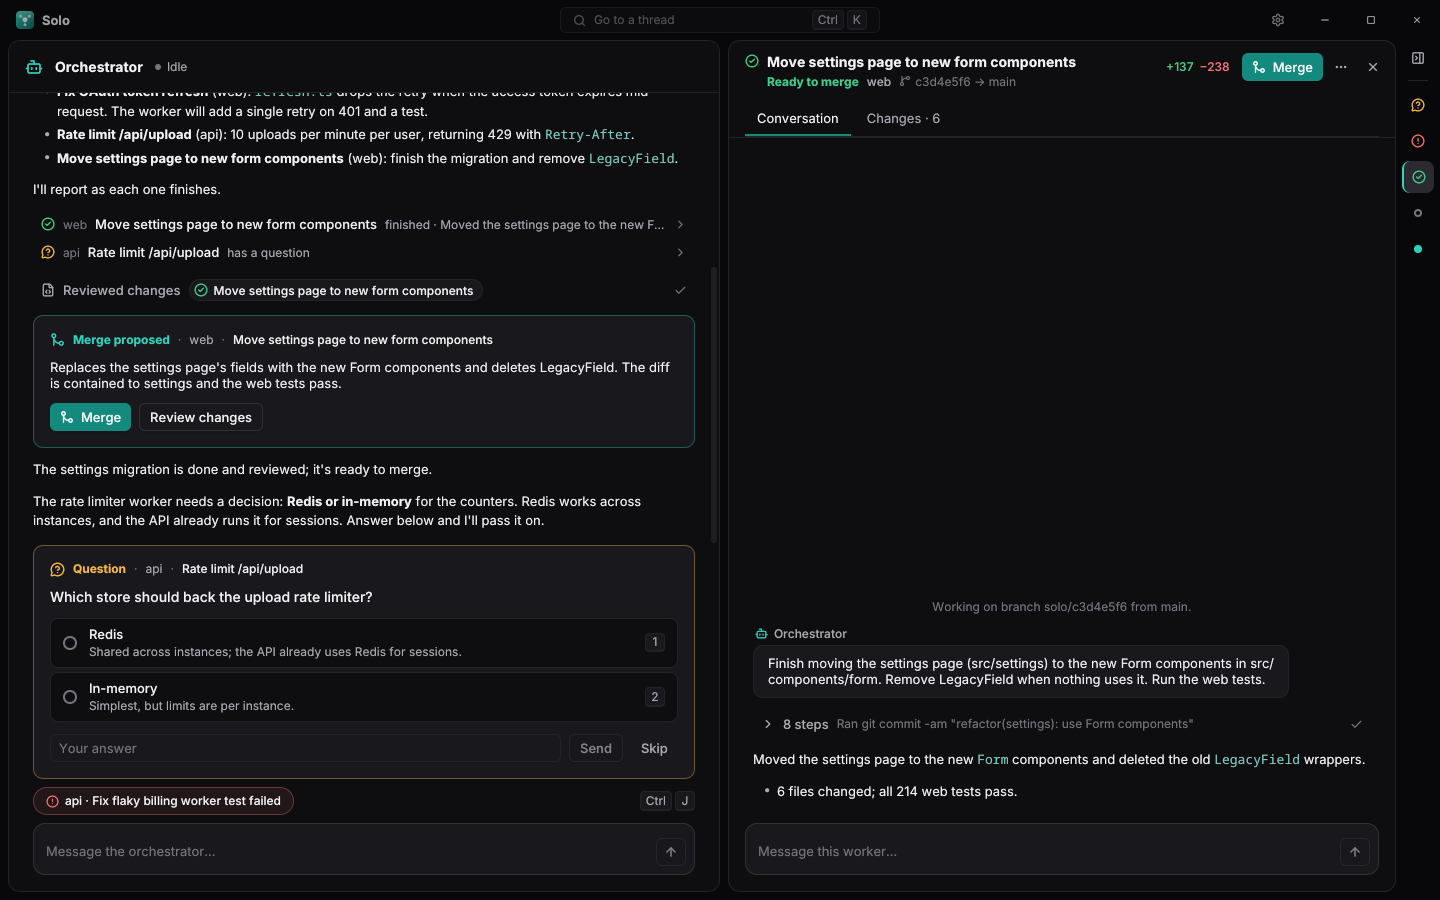 Solo
Go to a thread
Ctrl K
Orchestrator
Idle
Fix OAuth token refresh (web): refresh.ts drops the retry when the access token expires mid
request. The worker will add a single retry on 401 and a test.
Rate limit /api/upload (api): 10 uploads per minute per user, returning 429 with Retry-After.
Move settings page to new form components (web): finish the migration and remove LegacyField.
I'll report as each one finishes.
web Move settings page to new form components finished · Moved the settings page to the new F...
api Rate limit /api/upload has a question
Reviewed changes Move settings page to new form components
Merge proposed · web · Move settings page to new form components
Replaces the settings page's fields with the new Form components and deletes LegacyField. The diff
is contained to settings and the web tests pass.
Merge
Review changes
The settings migration is done and reviewed; it's ready to merge.
The rate limiter worker needs a decision: Redis or in-memory for the counters. Redis works across
instances, and the API already runs it for sessions. Answer below and I'll pass it on.
Question · api · Rate limit /api/upload
Which store should back the upload rate limiter?
Redis
Shared across instances; the API already uses Redis for sessions.
1
In-memory
Simplest, but limits are per instance.
2
Your answer
Send
Skip
api · Fix flaky billing worker test failed
Ctrl J
Message the orchestrator...
Move settings page to new form components
Ready to merge web c3d4e5f6 → main
+137 −238
Merge
Conversation
Changes · 6
Working on branch solo/c3d4e5f6 from main.
Orchestrator
Finish moving the settings page (src/settings) to the new Form components in src/
components/form. Remove LegacyField when nothing uses it. Run the web tests.
8 steps Ran git commit -am "refactor(settings): use Form components"
Moved the settings page to the new Form components and deleted the old LegacyField wrappers.
6 files changed; all 214 web tests pass.
Message this worker...